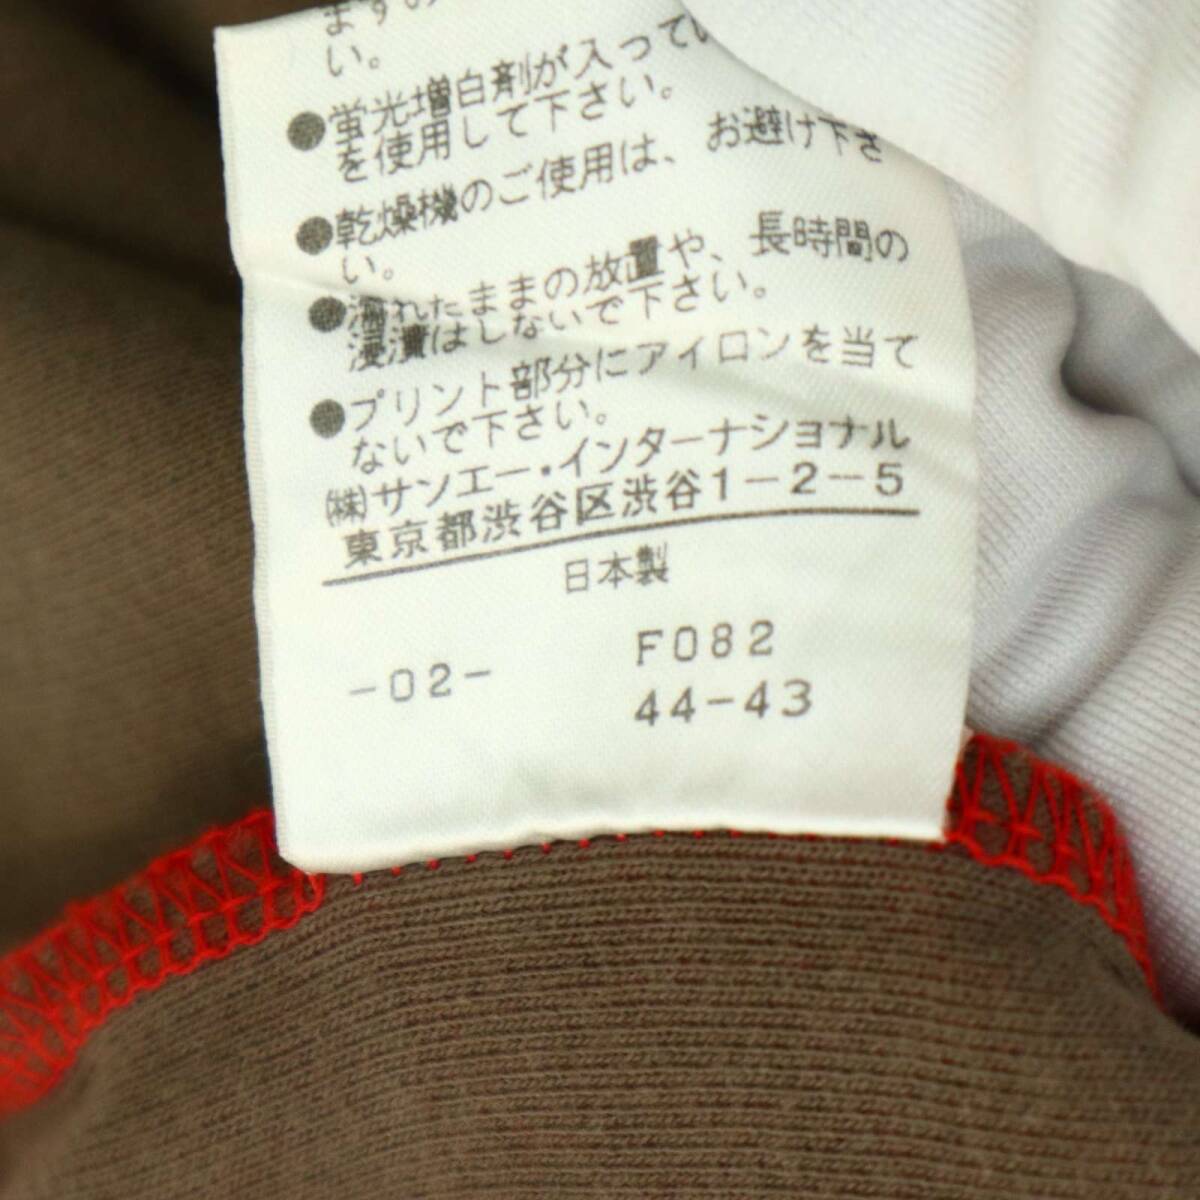 い。
●蛍光増白剤が入ってい
を使用して下さい。
●乾燥機のご使用は、お避け下さ
い。
●濡れたままの放置や、長時間の
浸漬はしないで下さい。
●プリント部分にアイロンを当て
ないで下さい。
㈱サンエー・インターナショナル
東京都渋谷区渋谷1-2-5
日本製
-02- F082
44-43